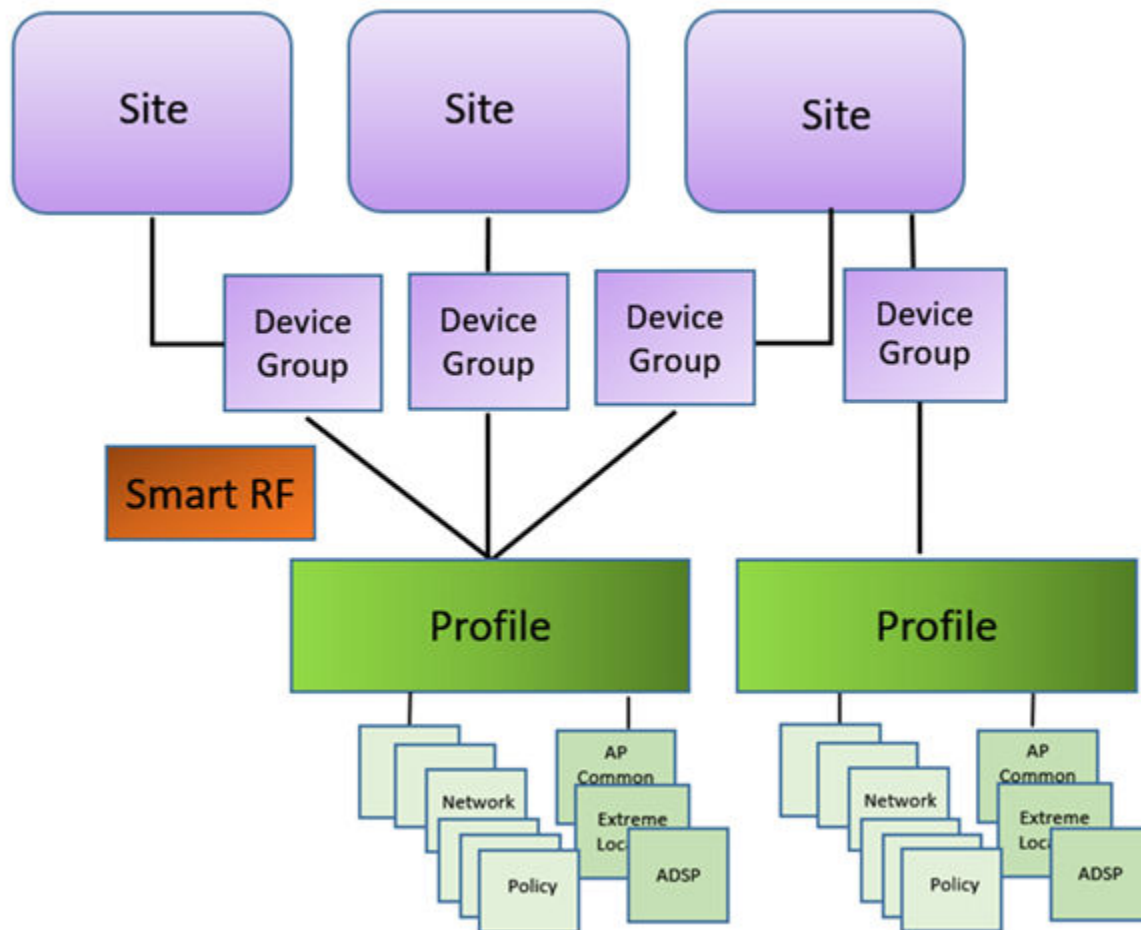 Site
Site
Site
Device
Group
Device
Group
Device
Group
Device
Group
Smart RF
Profile
Profile
Network
Policy
AP
Common
Extreme
ADSP
Network
Policy
AP
Common
Extreme
ADSP